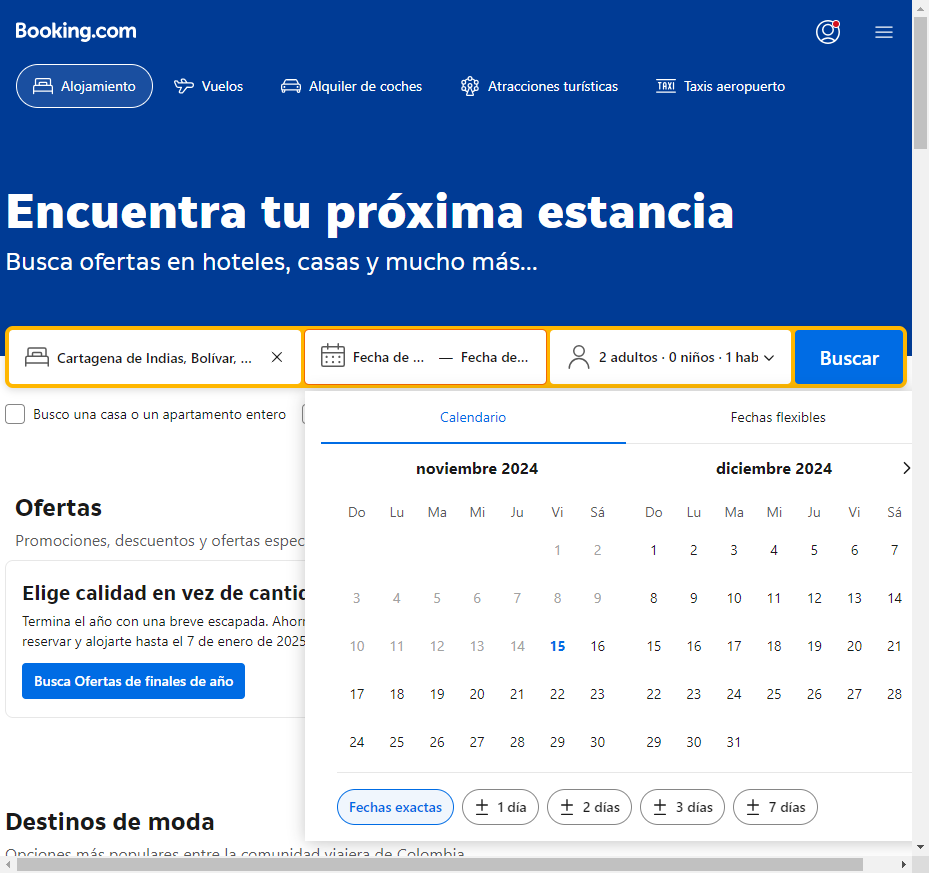 Booking.com
Alojamiento
Vuelos
Alquiler de coches
Atracciones turísticas
TAXI Taxis aeropuerto
Encuentra tu próxima estancia
Busca ofertas en hoteles, casas y mucho más...
Cartagena de Indias, Bolívar, ...
Fecha de ... — Fecha de...
2 adultos · 0 niños · 1 hab
Buscar
Busco una casa o un apartamento entero
Calendario
Fechas flexibles
noviembre 2024
Do Lu Ma Mi Ju Vi Sá
1 2
3 4 5 6 7 8 9
10 11 12 13 14 15 16
17 18 19 20 21 22 23
24 25 26 27 28 29 30
diciembre 2024
Do Lu Ma Mi Ju Vi Sá
1 2 3 4 5 6 7
8 9 10 11 12 13 14
15 16 17 18 19 20 21
22 23 24 25 26 27 28
29 30 31
Fechas exactas
± 1 día
± 2 días
± 3 días
± 7 días
Ofertas
Promociones, descuentos y ofertas espec
Elige calidad en vez de cantid
Termina el año con una breve escapada. Ahorr
reservar y alojarte hasta el 7 de enero de 2025
Busca Ofertas de finales de año
Destinos de moda
Opciones más populares entre la comunidad viajera de Colombia